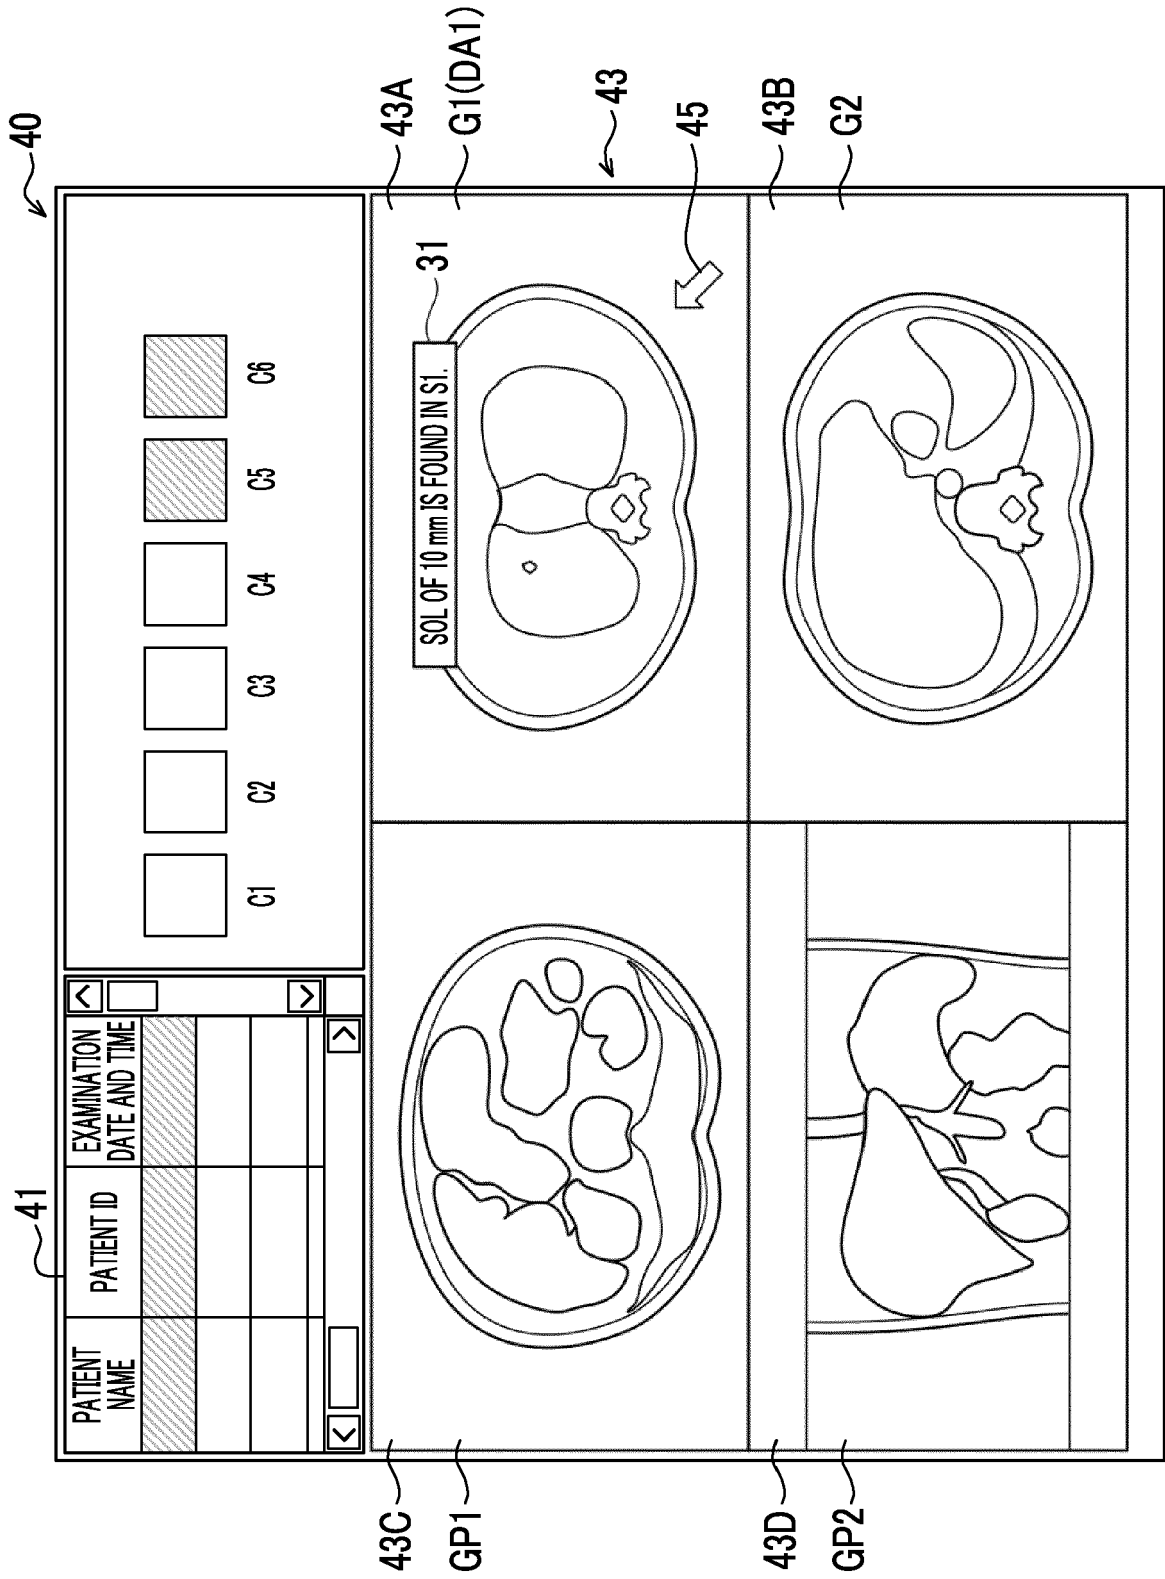 40
41
PATIENT
NAME
PATIENT ID
EXAMINATION
DATE AND TIME
C1
C2
C3
C4
C5
C6
43C
GP1
43A
G1(DA1)
SOL OF 10 mm IS FOUND IN S1.
31
43
45
43D
GP2
43B
G2